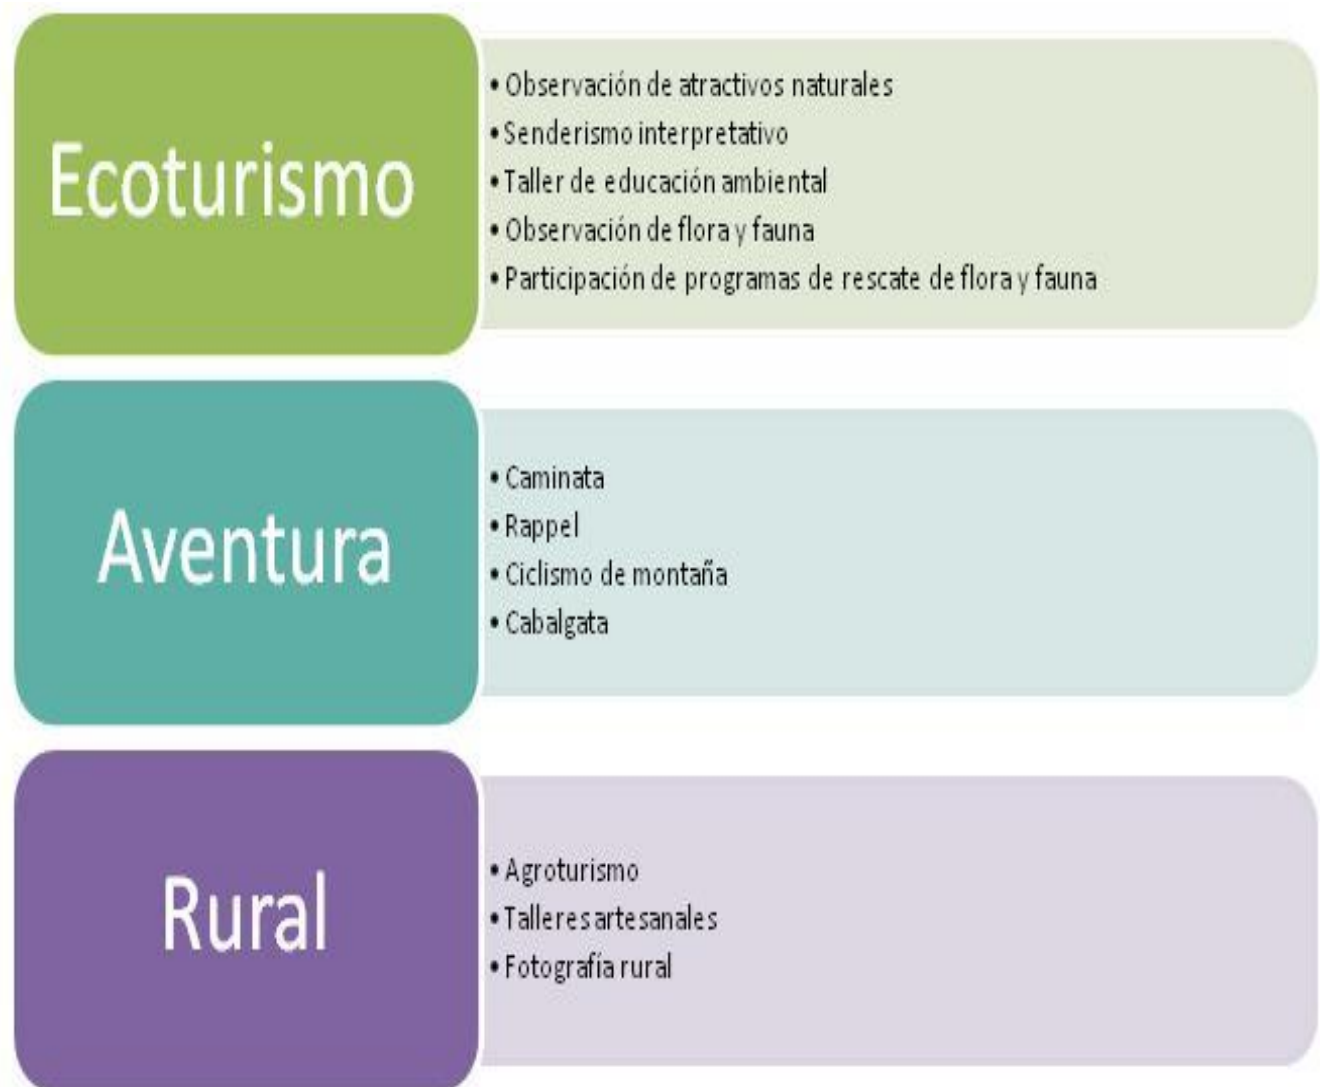 Ecoturismo
• Observación de atractivos naturales
• Senderismo interpretativo
• Taller de educación ambiental
• Observación de flora y fauna
• Participación de programas de rescate de flora y fauna
Aventura
• Caminata
• Rappel
• Ciclismo de montaña
• Cabalgata
Rural
• Agroturismo
• Talleres artesanales
• Fotografía rural